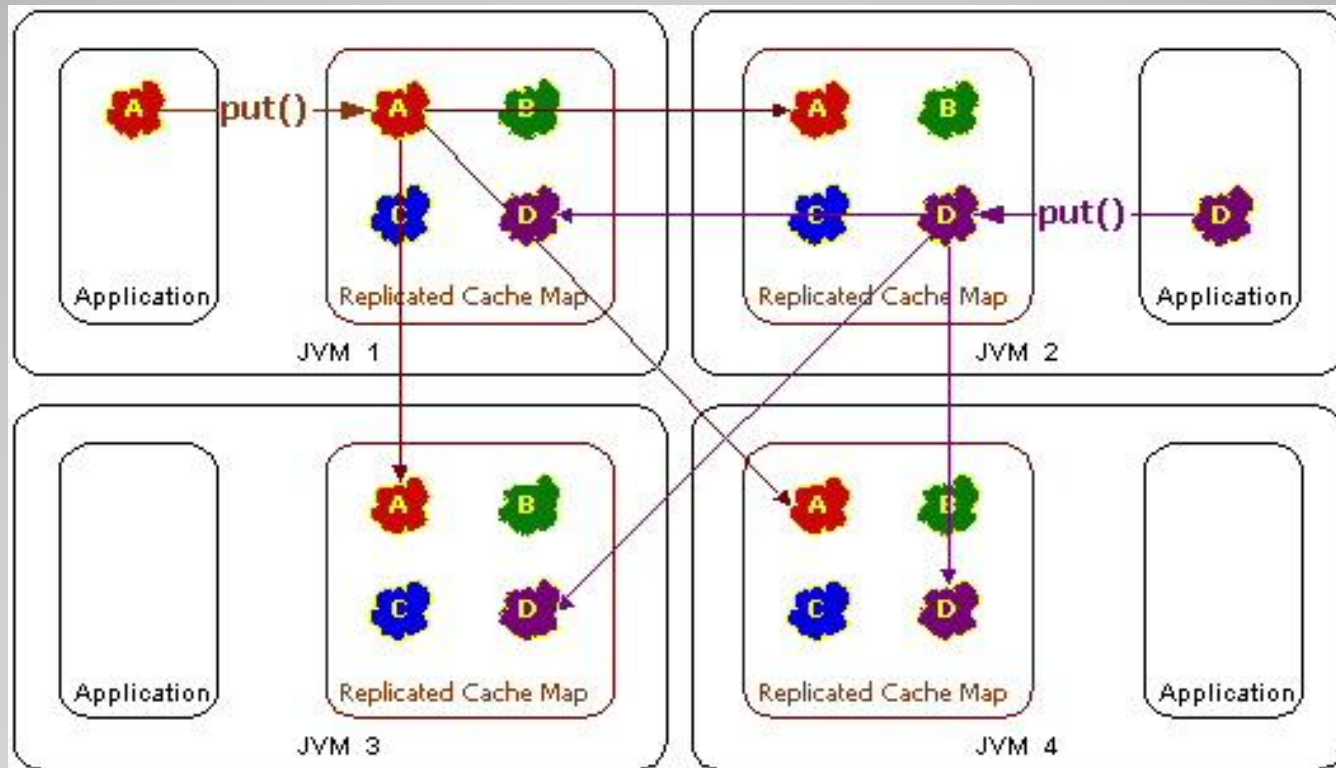 A put() A B A B
C D C D put() D
Application Replicated Cache Map Replicated Cache Map Application
JVM 1 JVM 2
A B A B
C D C D
Application Replicated Cache Map Replicated Cache Map Application
JVM 3 JVM 4